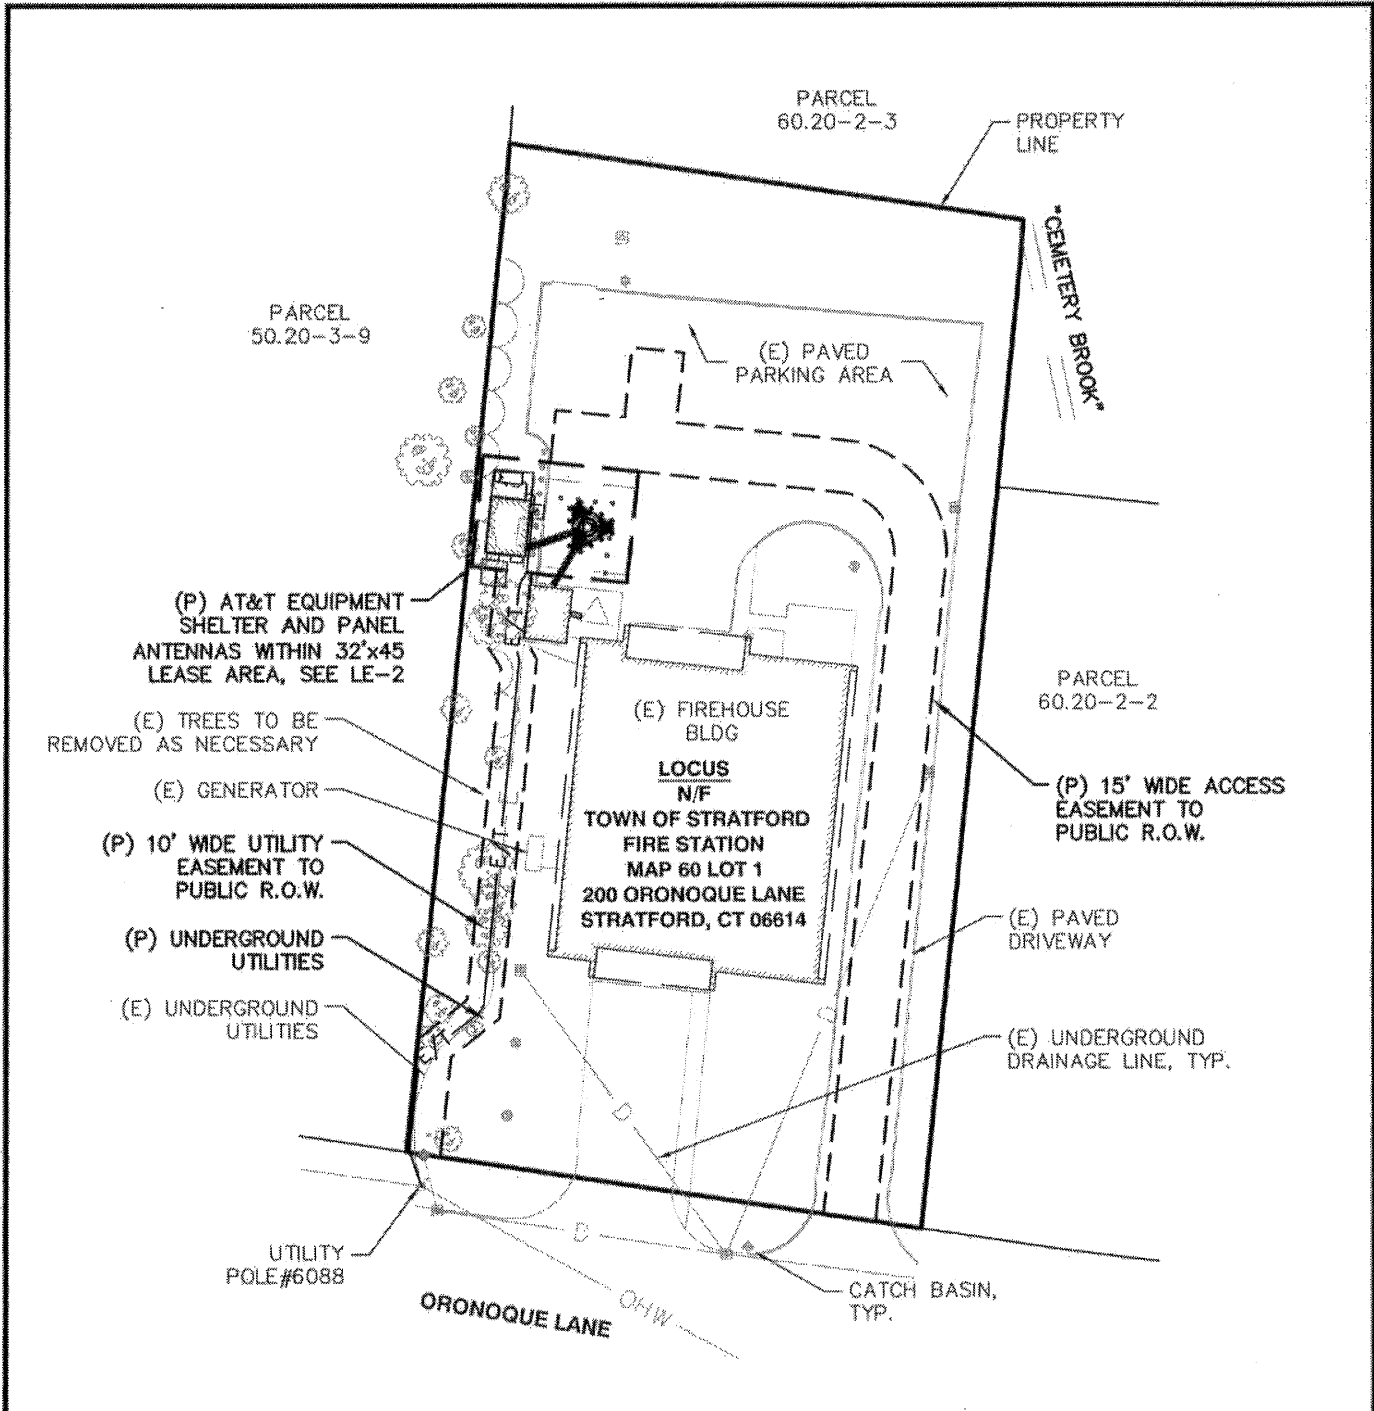 PARCEL
60.20-2-3
PROPERTY
LINE
"CEMETERY BROOK"
PARCEL
50.20-3-9
(E) PAVED
PARKING AREA
(P) AT&T EQUIPMENT
SHELTER AND PANEL
ANTENNAS WITHIN 32'x45
LEASE AREA, SEE LE-2
(E) TREES TO BE
REMOVED AS NECESSARY
(E) GENERATOR
(P) 10' WIDE UTILITY
EASEMENT TO
PUBLIC R.O.W.
(P) UNDERGROUND
UTILITIES
(E) UNDERGROUND
UTILITIES
E/T
E/T
E/T
(E) FIREHOUSE
BLDG
LOCUS
N/F
TOWN OF STRATFORD
FIRE STATION
MAP 60 LOT 1
200 ORONOQUE LANE
STRATFORD, CT 06614
PARCEL
60.20-2-2
(P) 15' WIDE ACCESS
EASEMENT TO
PUBLIC R.O.W.
(E) PAVED
DRIVEWAY
(E) UNDERGROUND
DRAINAGE LINE, TYP.
D
D
D
UTILITY
POLE#6088
ORONOQUE LANE
OHW
CATCH BASIN,
TYP.